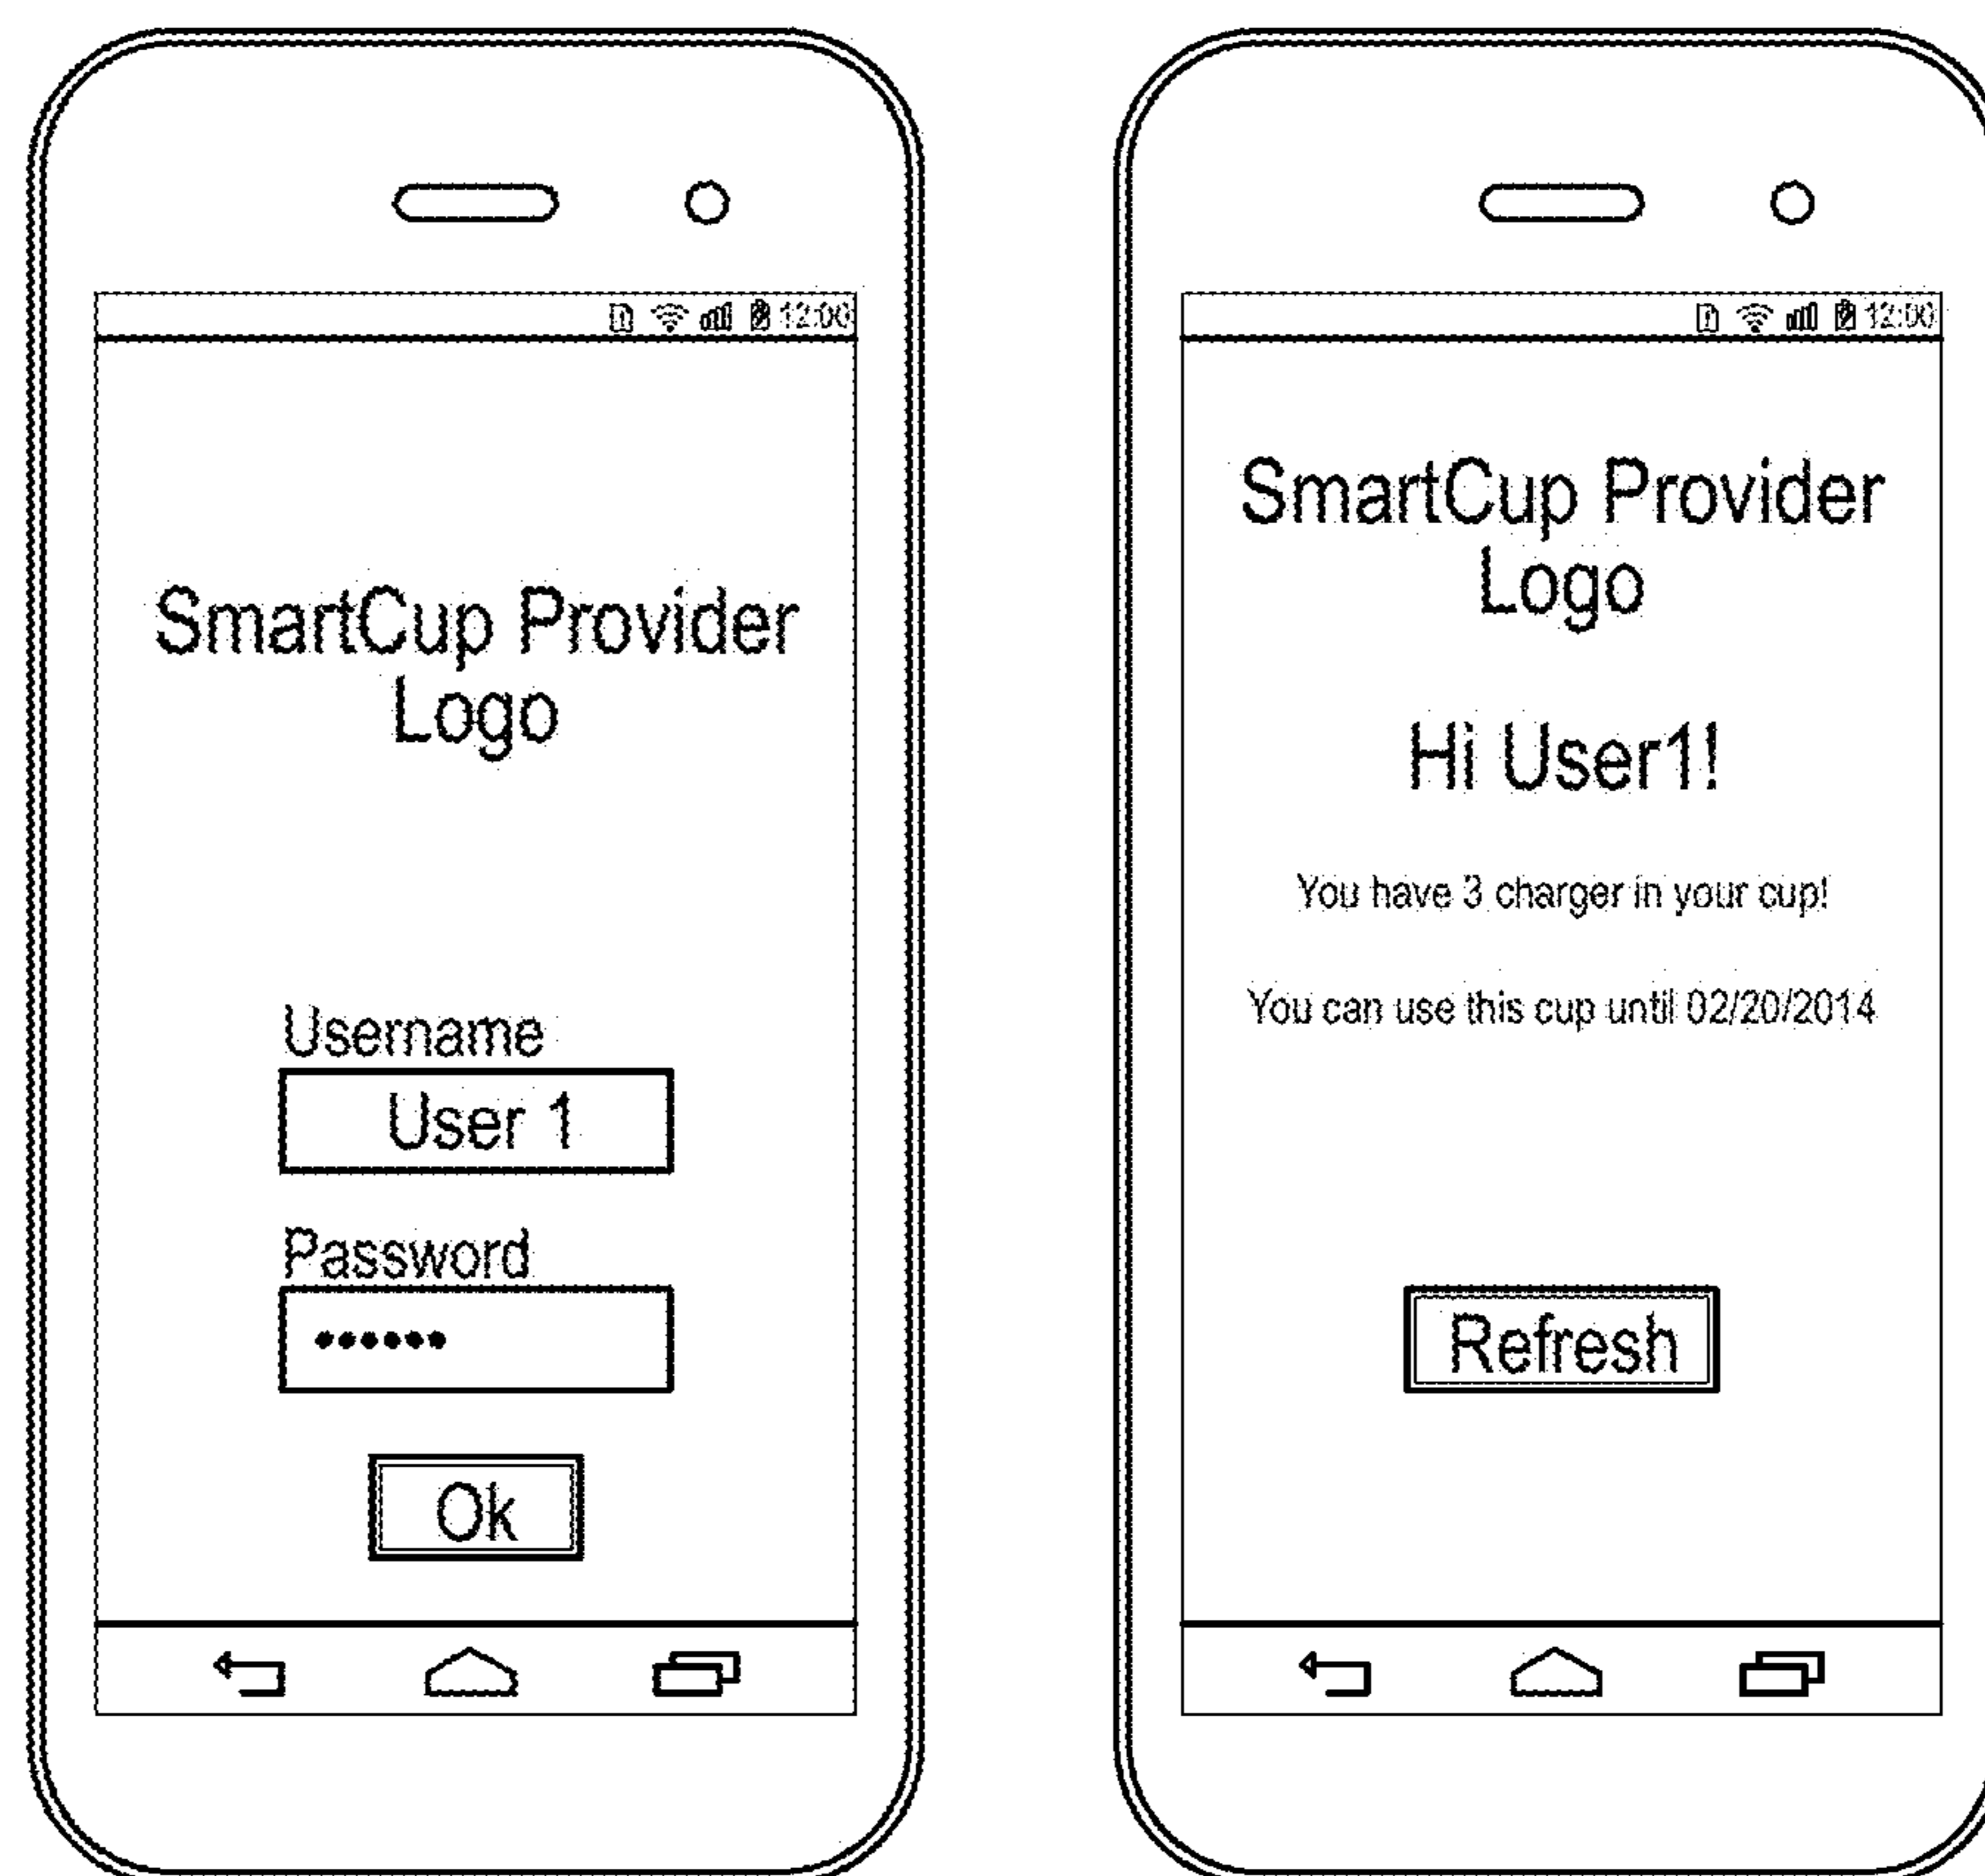 12:00
SmartCup Provider
Logo
Username
User 1
Password
••••••
Ok
12:00
SmartCup Provider
Logo
Hi User1!
You have 3 charger in your cup!
You can use this cup until 02/20/2014
Refresh